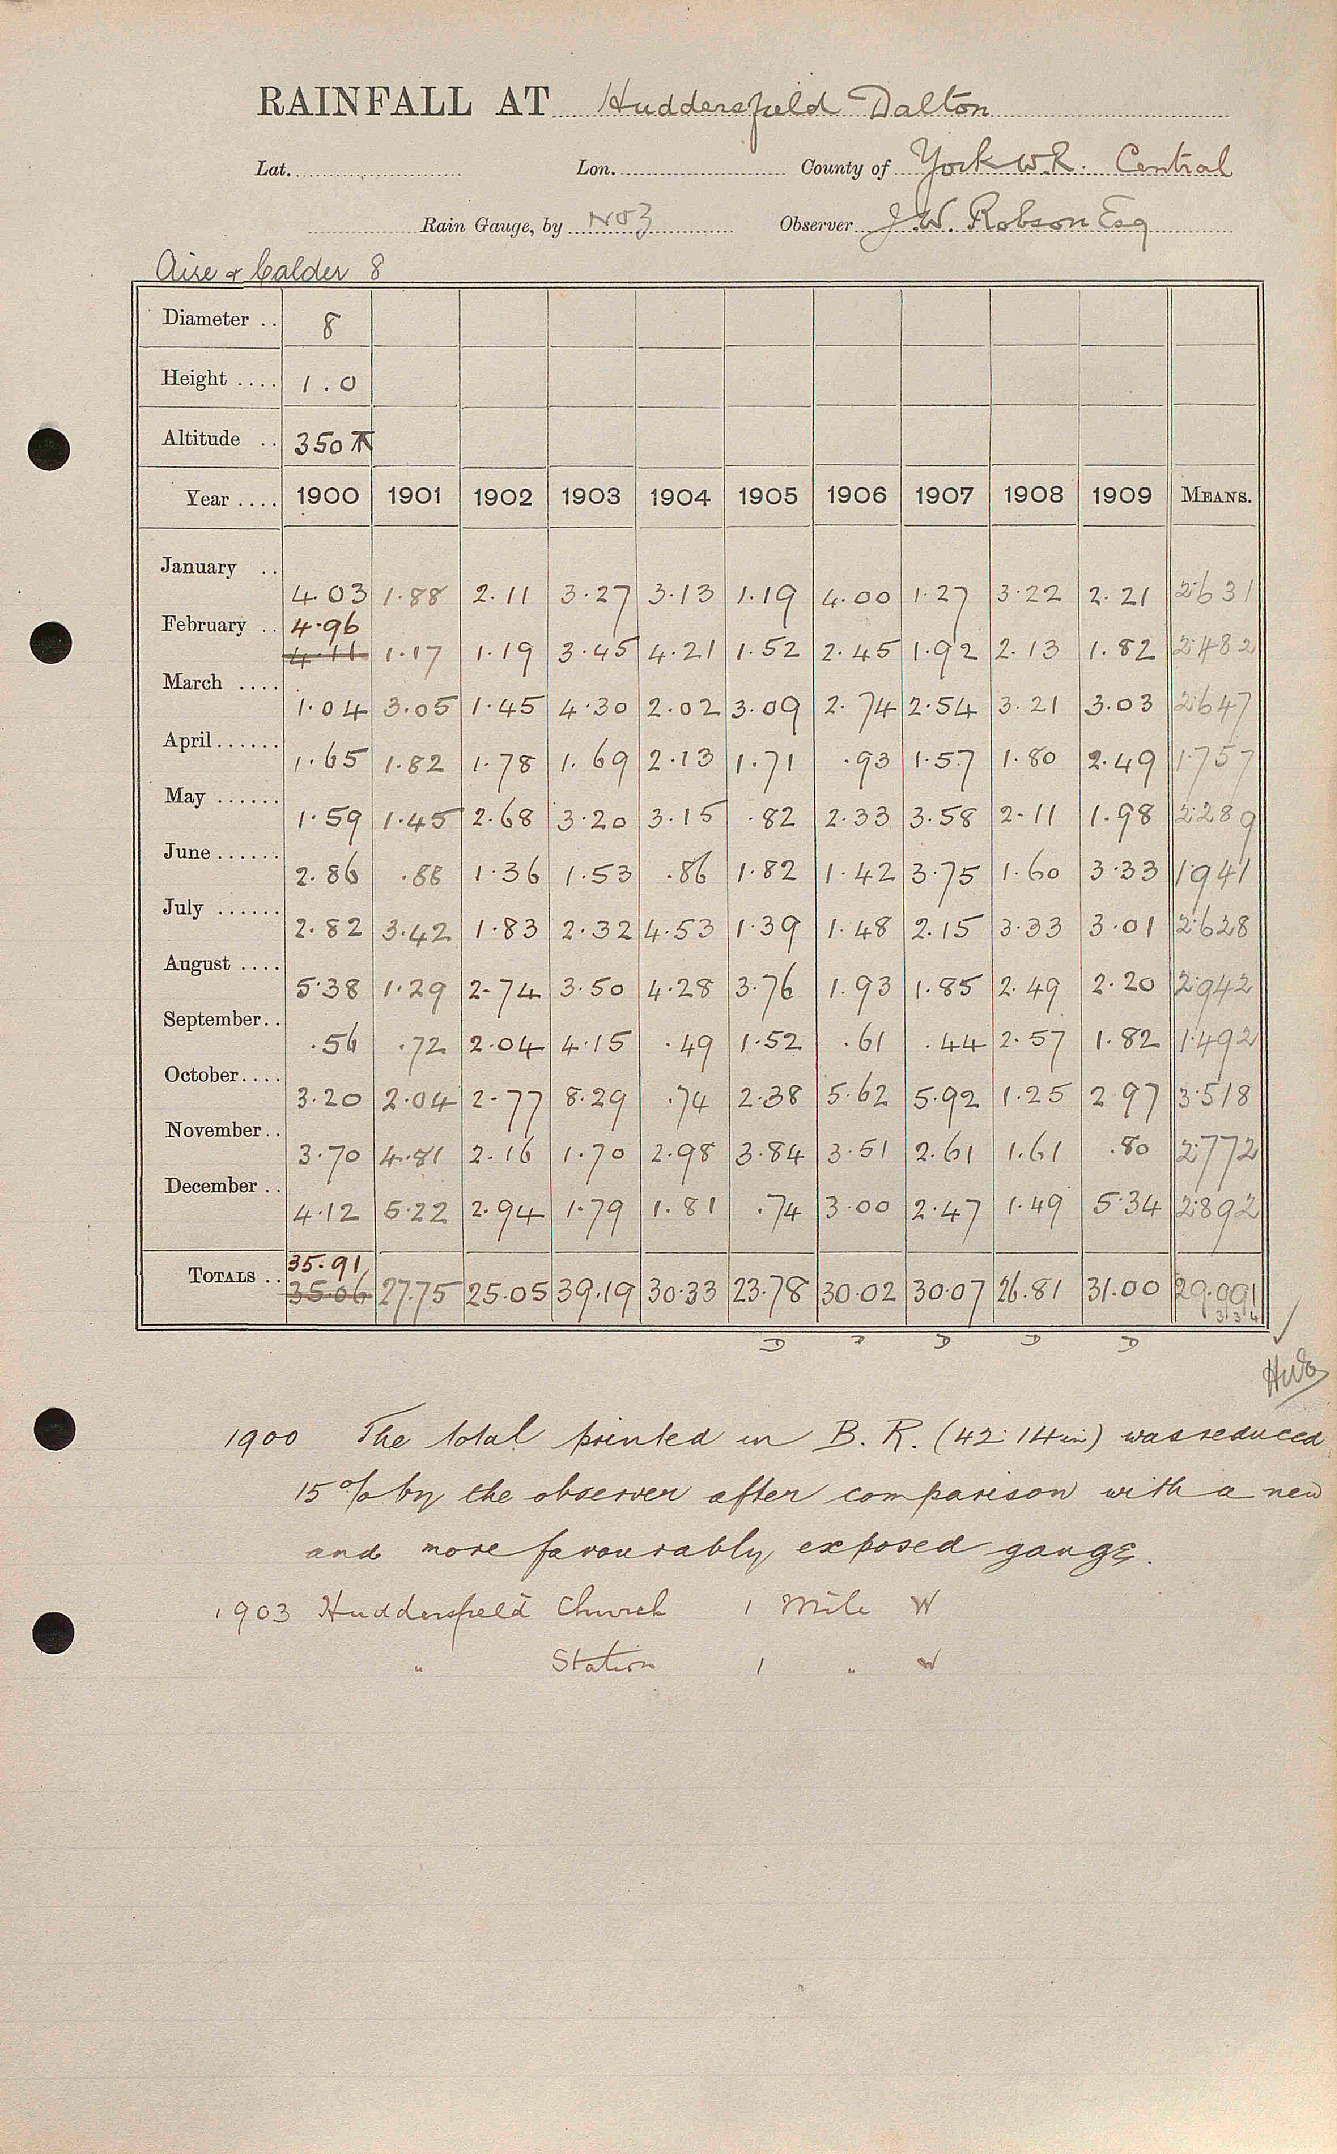 RAINFALL AT Huddersfield Dalton
Lat. Lon. County of York W.R. Central
Rain Gauge, by No 3 Observer J.W. Robson Esq
Aire & Calder 8
Diameter .. 8
Height .... 1.0
Altitude .. 350
Year .... 1900 1901 1902 1903 1904 1905 1906 1907 1908 1909 MEANS.
January .. 4.03 1.88 2.11 3.27 3.13 1.19 4.00 1.27 3.22 2.21 2.631
February .. 4.96
4.11 1.17 1.19 3.45 4.21 1.52 2.45 1.92 2.13 1.82 2.482
March .... 1.04 3.05 1.45 4.30 2.02 3.09 2.74 2.54 3.21 3.03 2.647
April...... 1.65 1.82 1.78 1.69 2.13 1.71 .93 1.57 1.80 2.49 1.757
May ...... 1.59 1.45 2.68 3.20 3.15 .82 2.33 3.58 2.11 1.98 2.289
June...... 2.86 .88 1.36 1.53 .86 1.82 1.42 3.75 1.60 3.33 1.941
July ...... 2.82 3.42 1.83 2.32 4.53 1.39 1.48 2.15 3.33 3.01 2.628
August .... 5.38 1.29 2.74 3.50 4.28 3.76 1.93 1.85 2.49 2.20 2.942
September.. .56 .72 2.04 4.15 .49 1.52 .61 .44 2.57 1.82 1.492
October.... 3.20 2.04 2.77 8.29 .74 2.38 5.62 5.92 1.25 2.97 3.518
November.. 3.70 4.81 2.16 1.70 2.98 3.84 3.51 2.61 1.61 .80 2.772
December .. 4.12 5.22 2.94 1.79 1.81 .74 3.00 2.47 1.49 5.34 2.892
35.91
TOTALS .. 35.06 27.75 25.05 39.19 30.33 23.78 30.02 30.07 26.81 31.00 29.091
D D D D
1900 The total printed in B. R. (42.14in) was reduced
15% by the observer after comparison with a new
and more favourably exposed gauge.
1903 Huddersfield Church 1 Mile W
" Station 1 " W